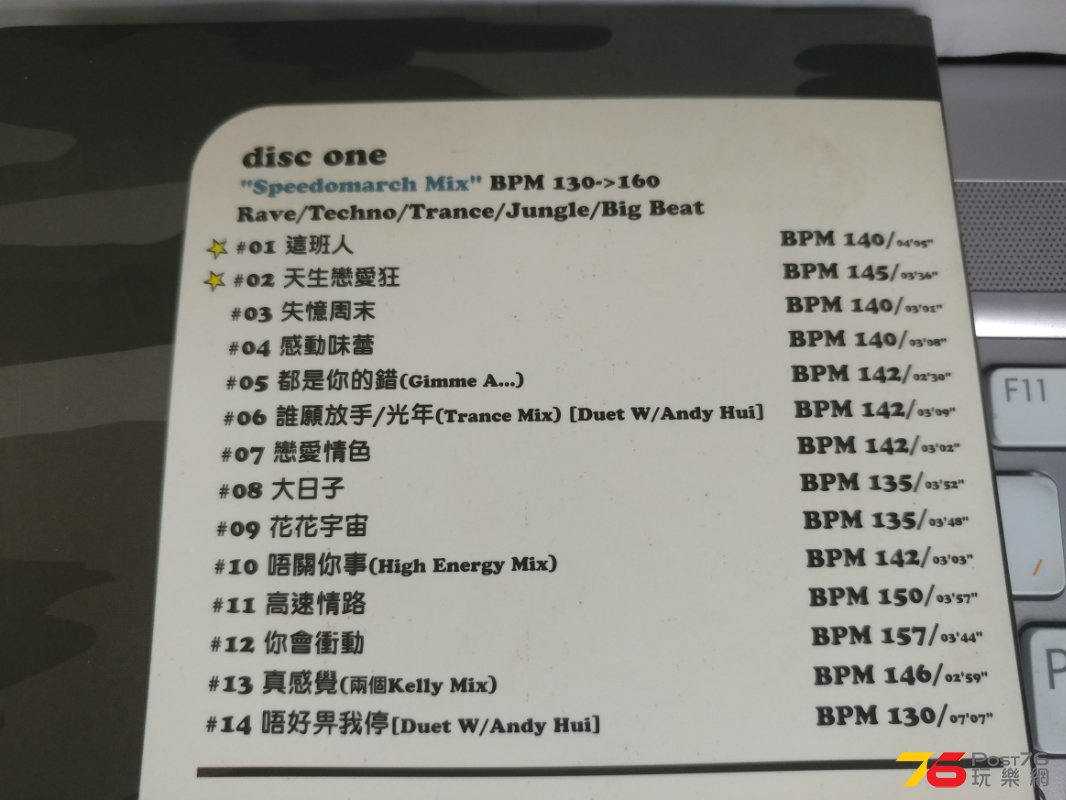 disc one
"Speedomarch Mix" BPM 130->160
Rave/Techno/Trance/Jungle/Big Beat
#01 這班人 BPM 140/04'05"
#02 天生戀愛狂 BPM 145/03'36"
#03 失憶周末 BPM 140/03'01"
#04 感動味蕾 BPM 140/03'08"
#05 都是你的錯(Gimme A...) BPM 142/02'30"
#06 誰願放手/光年(Trance Mix) [Duet W/Andy Hui] BPM 142/03'09"
#07 戀愛情色 BPM 142/03'02"
#08 大日子 BPM 135/03'52"
#09 花花宇宙 BPM 135/03'48"
#10 唔關你事(High Energy Mix) BPM 142/03'03"
#11 高速情路 BPM 150/03'57"
#12 你會衝動 BPM 157/03'44"
#13 真感覺(兩個Kelly Mix) BPM 146/02'59"
#14 唔好畀我停[Duet W/Andy Hui] BPM 130/07'07"
F11
/
P
76 Post76
玩樂網